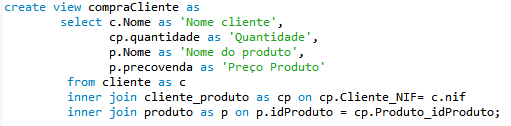 create view compraCliente as
select c.Nome as 'Nome cliente',
cp.quantidade as 'Quantidade',
p.Nome as 'Nome do produto',
p.precovenda as 'Preço Produto'
from cliente as c
inner join cliente_produto as cp on cp.Cliente_NIF= c.nif
inner join produto as p on p.idProduto = cp.Produto_idProduto;